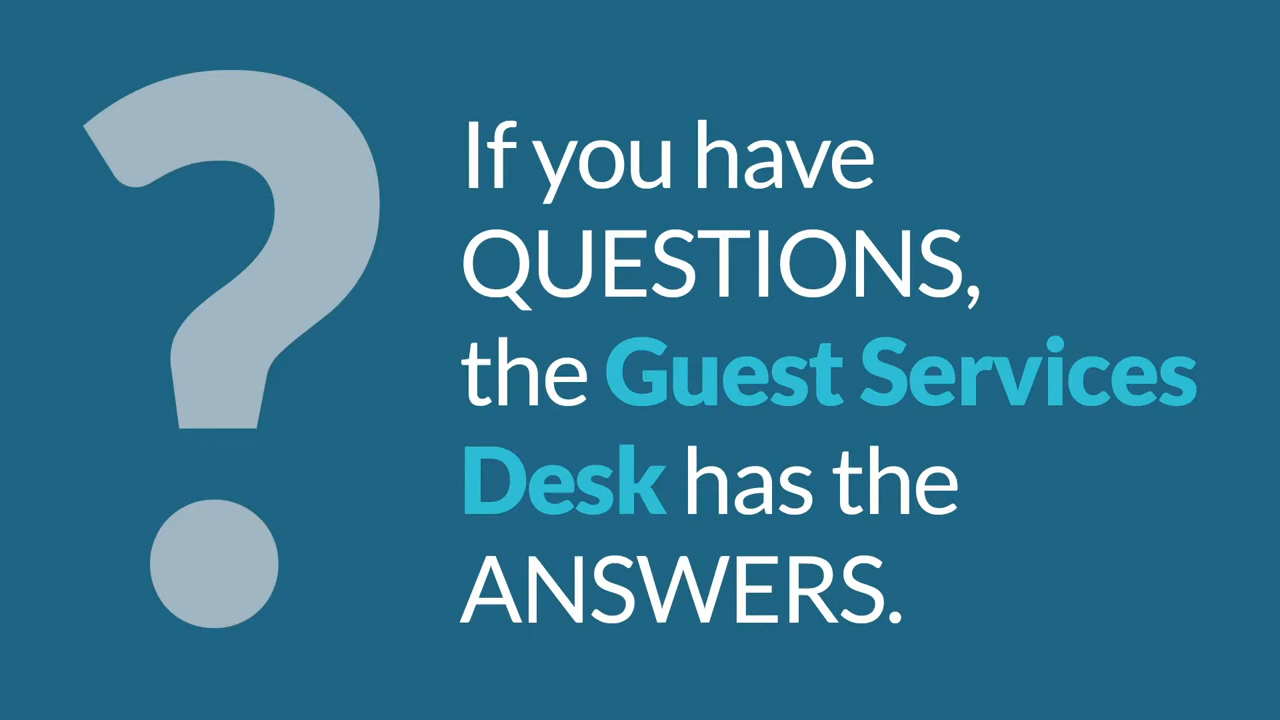 If you have
QUESTIONS,
the Guest Services
Desk has the
ANSWERS.